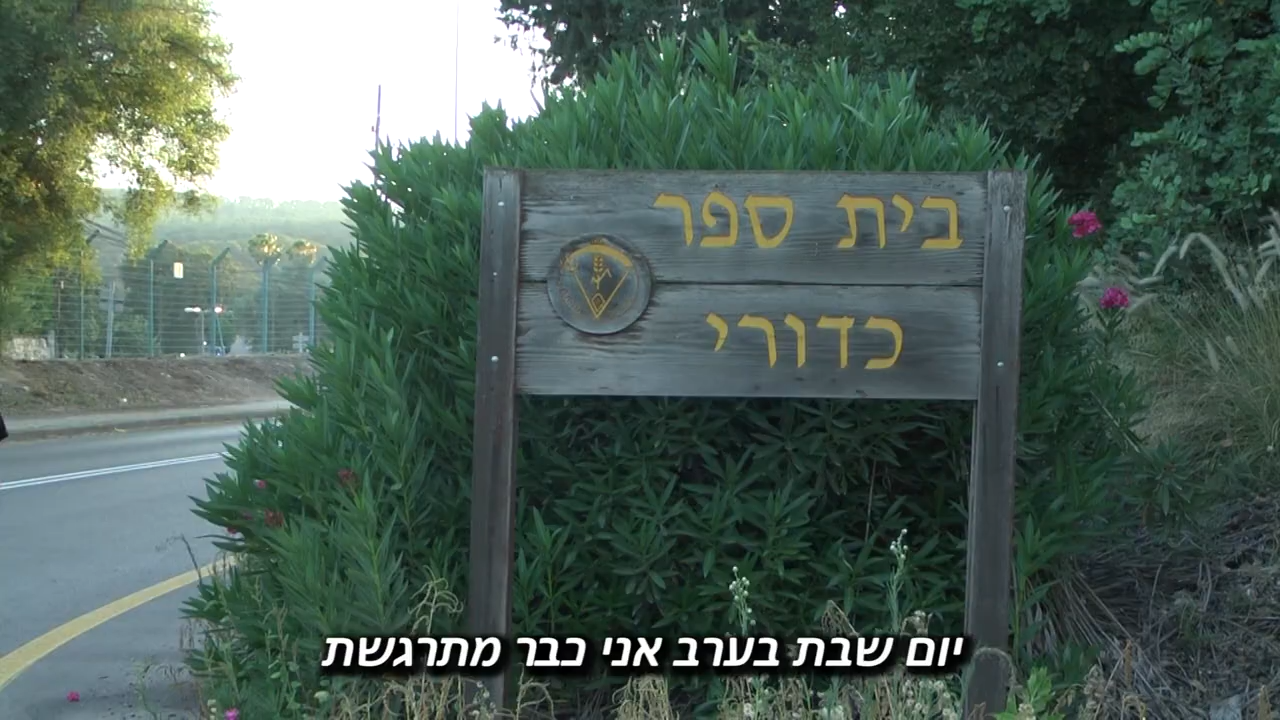 בית ספר
כדורי
יום שבת בערב אני כבר מתרגשת